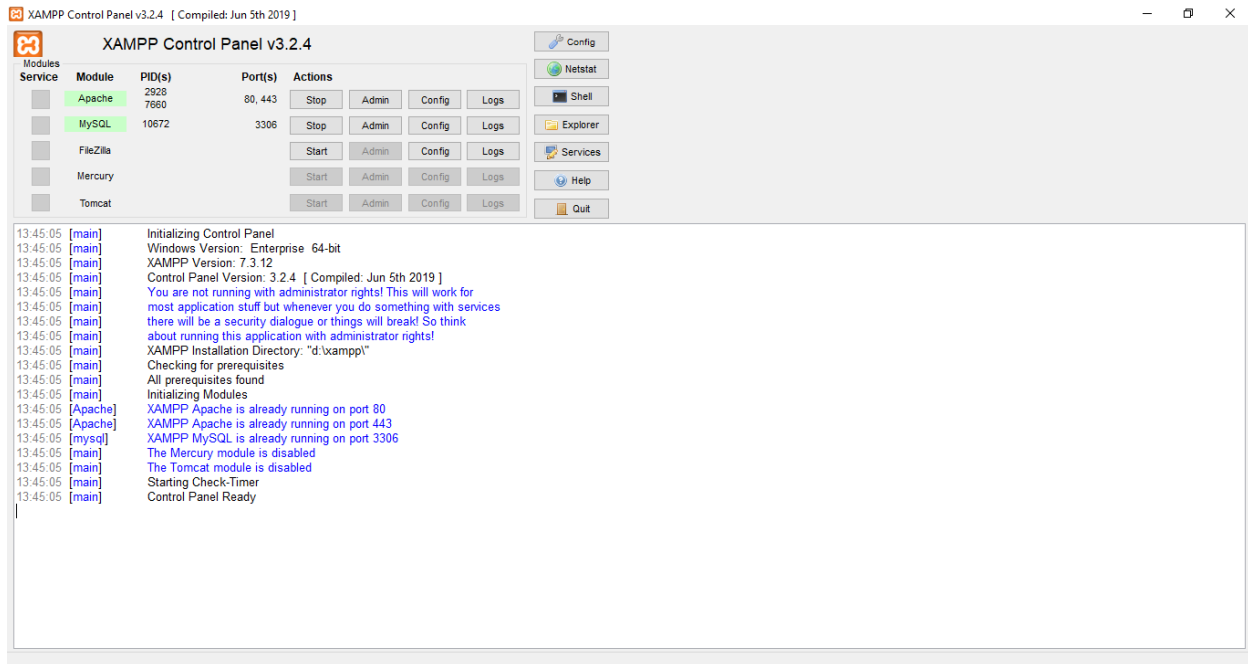 XAMPP Control Panel v3.2.4 [ Compiled: Jun 5th 2019 ]
XAMPP Control Panel v3.2.4
Config
Modules
Service Module PID(s) Port(s) Actions
Netstat
Apache 2928 7660 80, 443 Stop Admin Config Logs
Shell
MySQL 10672 3306 Stop Admin Config Logs
Explorer
FileZilla Start Admin Config Logs
Services
Mercury Start Admin Config Logs
Help
Tomcat Start Admin Config Logs
Quit
13:45:05 [main] Initializing Control Panel
13:45:05 [main] Windows Version: Enterprise 64-bit
13:45:05 [main] XAMPP Version: 7.3.12
13:45:05 [main] Control Panel Version: 3.2.4 [ Compiled: Jun 5th 2019 ]
13:45:05 [main] You are not running with administrator rights! This will work for
13:45:05 [main] most application stuff but whenever you do something with services
13:45:05 [main] there will be a security dialogue or things will break! So think
13:45:05 [main] about running this application with administrator rights!
13:45:05 [main] XAMPP Installation Directory: "d:\xampp\"
13:45:05 [main] Checking for prerequisites
13:45:05 [main] All prerequisites found
13:45:05 [main] Initializing Modules
13:45:05 [Apache] XAMPP Apache is already running on port 80
13:45:05 [Apache] XAMPP Apache is already running on port 443
13:45:05 [mysql] XAMPP MySQL is already running on port 3306
13:45:05 [main] The Mercury module is disabled
13:45:05 [main] The Tomcat module is disabled
13:45:05 [main] Starting Check-Timer
13:45:05 [main] Control Panel Ready